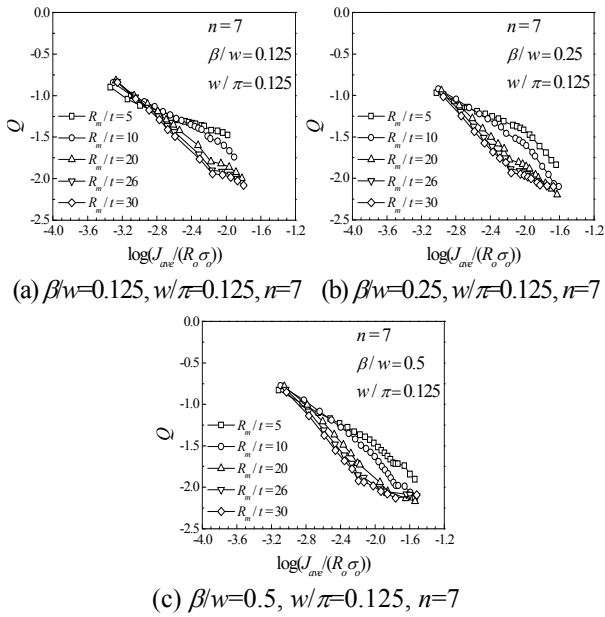 0.0
-0.5
-1.0
-1.5
-2.0
-2.5
Q
n = 7
β/w = 0.125
w/π = 0.125
R_m/t = 5
R_m/t = 10
R_m/t = 20
R_m/t = 26
R_m/t = 30
-4.0 -3.6 -3.2 -2.8 -2.4 -2.0 -1.6 -1.2
log(J_ave/(R_oσ_o))
0.0
-0.5
-1.0
-1.5
-2.0
-2.5
Q
n = 7
β/w = 0.25
w/π = 0.125
R_m/t = 5
R_m/t = 10
R_m/t = 20
R_m/t = 26
R_m/t = 30
-4.0 -3.6 -3.2 -2.8 -2.4 -2.0 -1.6 -1.2
log(J_ave/(R_oσ_o))
(a) β/w=0.125, w/π=0.125, n=7 (b) β/w=0.25, w/π=0.125, n=7
0.0
-0.5
-1.0
-1.5
-2.0
-2.5
Q
n = 7
β/w = 0.5
w/π = 0.125
R_m/t = 5
R_m/t = 10
R_m/t = 20
R_m/t = 26
R_m/t = 30
-4.0 -3.6 -3.2 -2.8 -2.4 -2.0 -1.6 -1.2
log(J_ave/(R_oσ_o))
(c) β/w=0.5, w/π=0.125, n=7